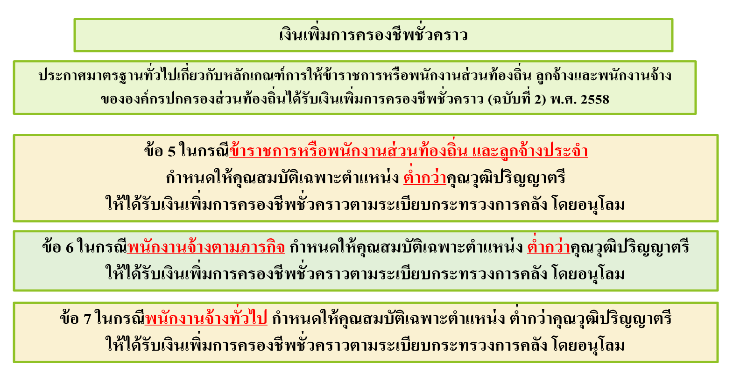 เงินเพิ่มการครองชีพชั่วคราว
ประกาศมาตรฐานทั่วไปเกี่ยวกับหลักเกณฑ์การให้ข้าราชการหรือพนักงานส่วนท้องถิ่น ลูกจ้างและพนักงานจ้าง
ขององค์กรปกครองส่วนท้องถิ่นได้รับเงินเพิ่มการครองชีพชั่วคราว (ฉบับที่ 2) พ.ศ. 2558
ข้อ 5 ในกรณีข้าราชการหรือพนักงานส่วนท้องถิ่น และลูกจ้างประจำ
กำหนดให้คุณสมบัติเฉพาะตำแหน่ง ต่ำกว่าคุณวุฒิปริญญาตรี
ให้ได้รับเงินเพิ่มการครองชีพชั่วคราวตามระเบียบกระทรวงการคลัง โดยอนุโลม
ข้อ 6 ในกรณีพนักงานจ้างตามภารกิจ กำหนดให้คุณสมบัติเฉพาะตำแหน่ง ต่ำกว่าคุณวุฒิปริญญาตรี
ให้ได้รับเงินเพิ่มการครองชีพชั่วคราวตามระเบียบกระทรวงการคลัง โดยอนุโลม
ข้อ 7 ในกรณีพนักงานจ้างทั่วไป กำหนดให้คุณสมบัติเฉพาะตำแหน่ง ต่ำกว่าคุณวุฒิปริญญาตรี
ให้ได้รับเงินเพิ่มการครองชีพชั่วคราวตามระเบียบกระทรวงการคลัง โดยอนุโลม